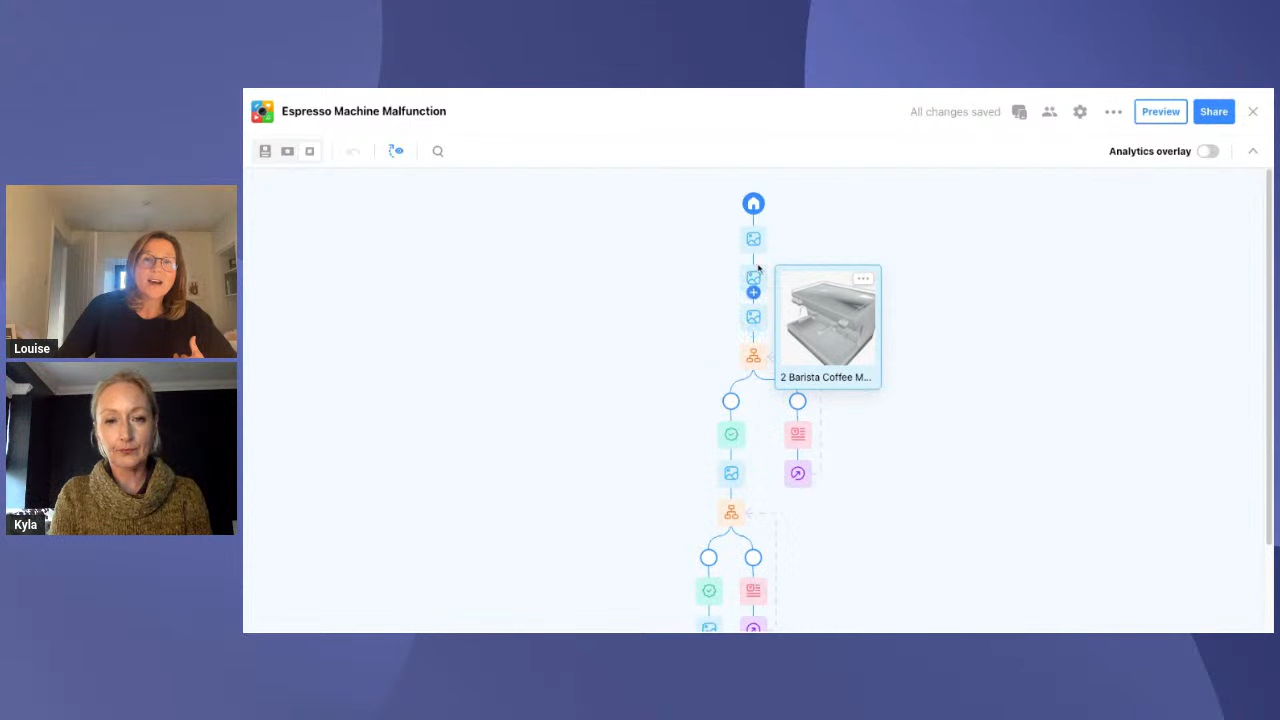 Espresso Machine Malfunction
All changes saved
Preview
Share
Analytics overlay
2 Barista Coffee M...
Louise
Kyla